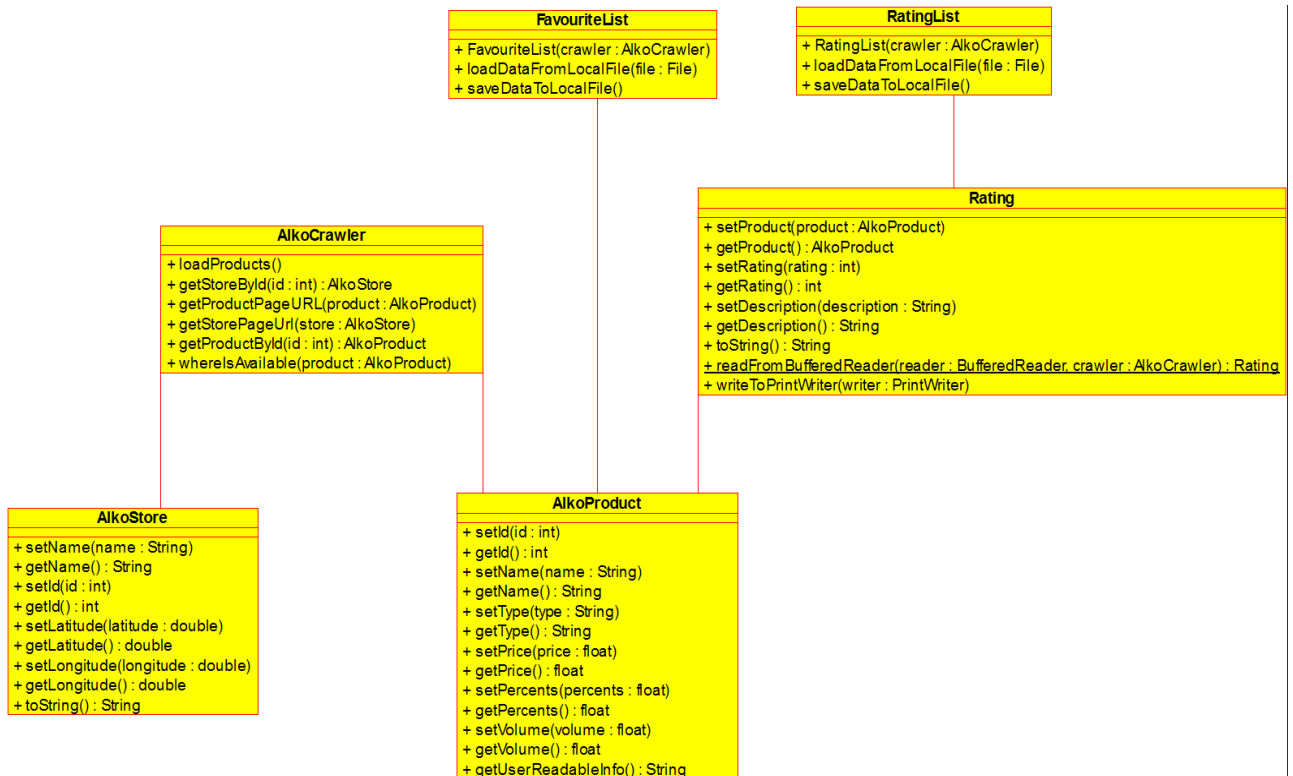 FavouriteList
+ FavouriteList(crawler : AlkoCrawler)
+ loadDataFromLocalFile(file : File)
+ saveDataToLocalFile()
RatingList
+ RatingList(crawler : AlkoCrawler)
+ loadDataFromLocalFile(file : File)
+ saveDataToLocalFile()
Rating
+ setProduct(product : AlkoProduct)
+ getProduct() : AlkoProduct
+ setRating(rating : int)
+ getRating() : int
+ setDescription(description : String)
+ getDescription() : String
+ toString() : String
+ readFromBufferedReader(reader : BufferedReader, crawler : AlkoCrawler) : Rating
+ writeToPrintWriter(writer : PrintWriter)
AlkoCrawler
+ loadProducts()
+ getStoreById(id : int) : AlkoStore
+ getProductPageURL(product : AlkoProduct)
+ getStorePageUrl(store : AlkoStore)
+ getProductById(id : int) : AlkoProduct
+ whereIsAvailable(product : AlkoProduct)
AlkoStore
+ setName(name : String)
+ getName() : String
+ setId(id : int)
+ getId() : int
+ setLatitude(latitude : double)
+ getLatitude() : double
+ setLongitude(longitude : double)
+ getLongitude() : double
+ toString() : String
AlkoProduct
+ setId(id : int)
+ getId() : int
+ setName(name : String)
+ getName() : String
+ setType(type : String)
+ getType() : String
+ setPrice(price : float)
+ getPrice() : float
+ setPercents(percents : float)
+ getPercents() : float
+ setVolume(volume : float)
+ getVolume() : float
+ getUserReadableInfo() : String